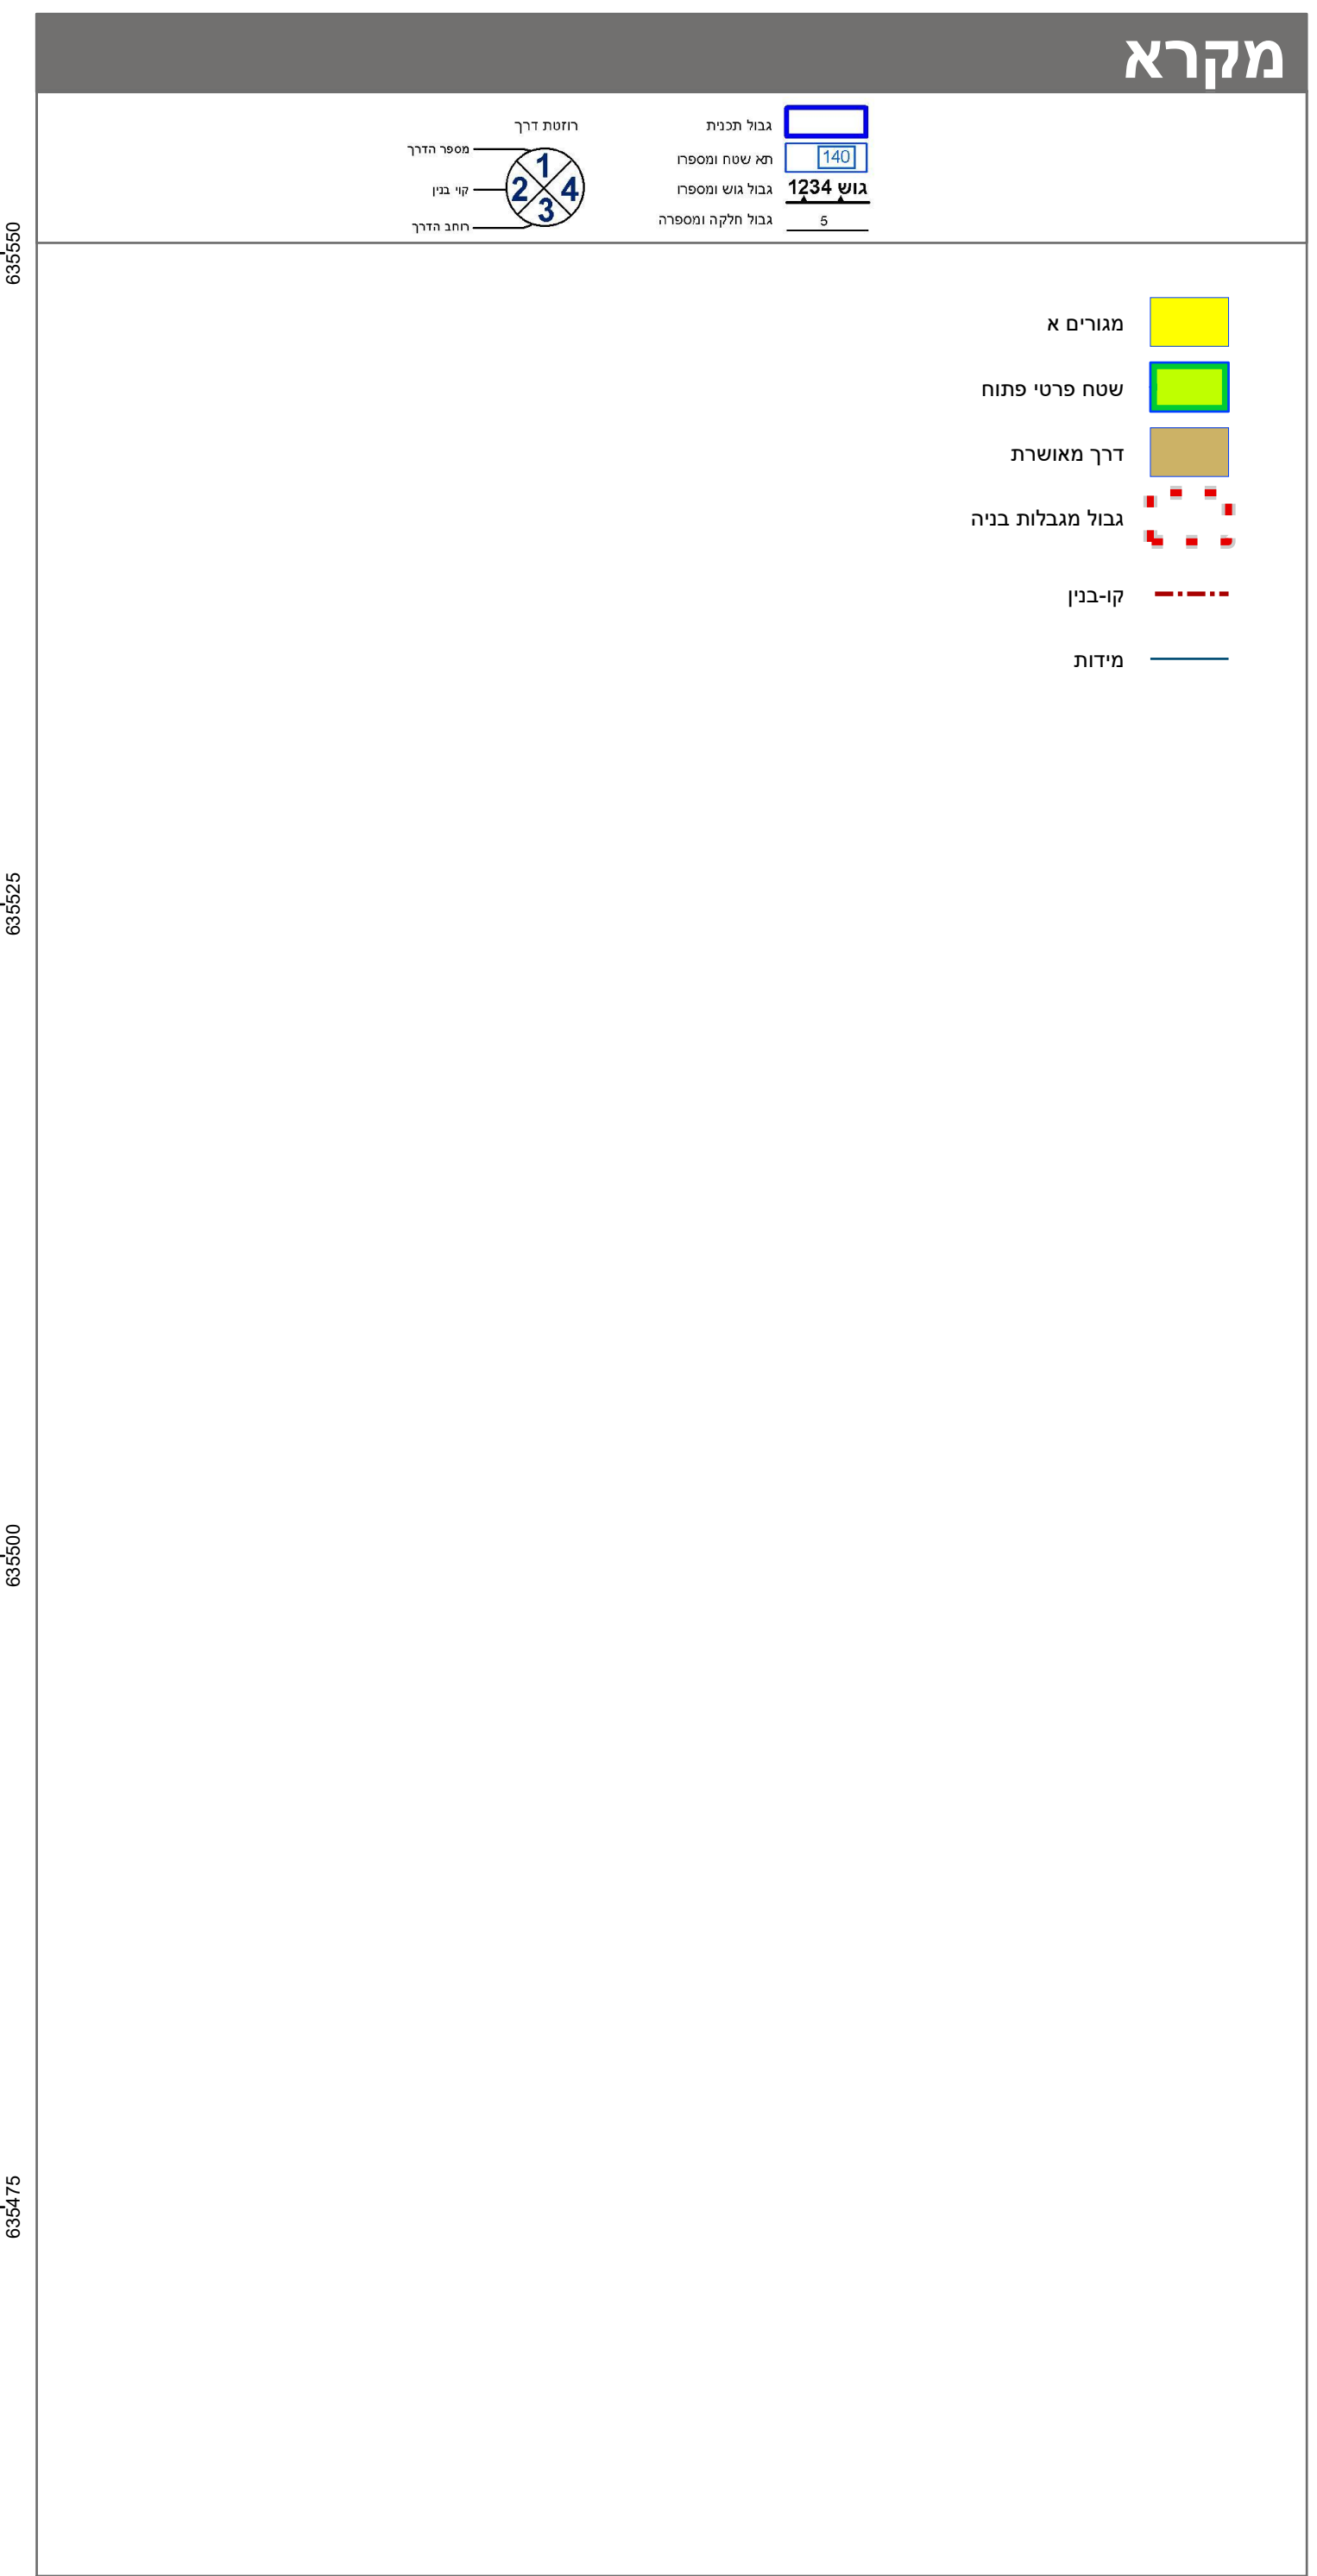 מקרא
גבול תכנית
140
תא שטח ומספרו
גוש 1234
גבול גוש ומספרו
5
גבול חלקה ומספרה
רוזטת דרך
מספר הדרך
קוי בנין
רוחב הדרך
1
2
4
3
מגורים א
שטח פרטי פתוח
דרך מאושרת
גבול מגבלות בניה
קו-בנין
מידות
635550
635525
635500
635475